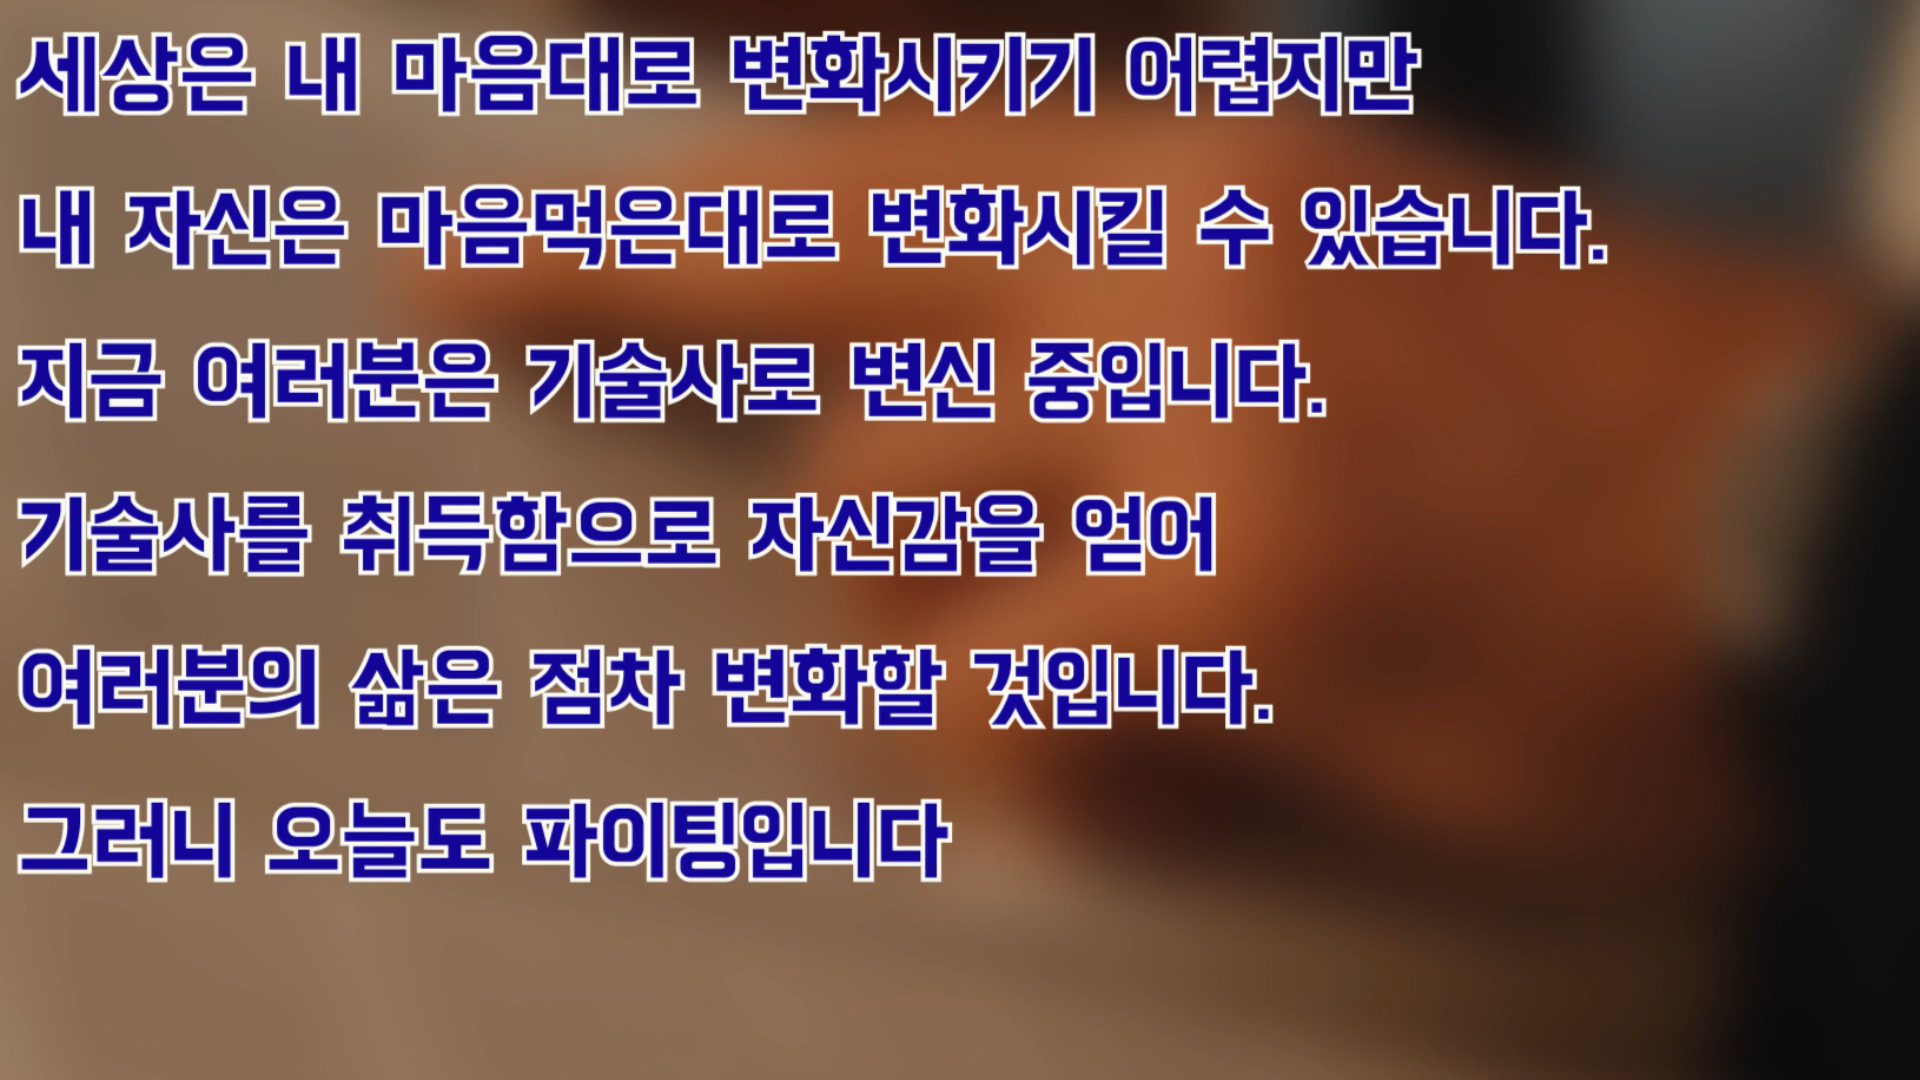 세상은 내 마음대로 변화시키기 어렵지만
내 자신은 마음먹은대로 변화시킬 수 있습니다.
지금 여러분은 기술사로 변신 중입니다.
기술사를 취득함으로 자신감을 얻어
여러분의 삶은 점차 변화할 것입니다.
그러니 오늘도 파이팅입니다